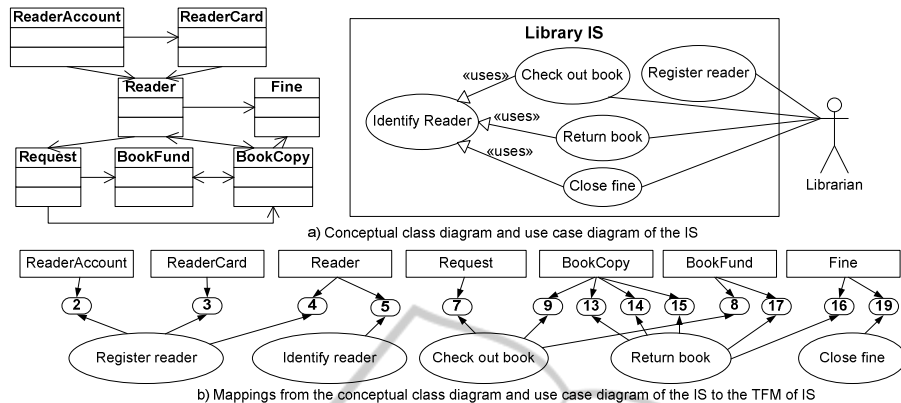 ReaderAccount
ReaderCard
Reader
Fine
Request
BookFund
BookCopy
Library IS
«uses»
Check out book
Register reader
Identify Reader
«uses»
Return book
«uses»
Close fine
Librarian
a) Conceptual class diagram and use case diagram of the IS
ReaderAccount ReaderCard Reader Request BookCopy BookFund Fine
2 3 4 5 7 9 13 14 15 8 17 16 19
Register reader Identify reader Check out book Return book Close fine
b) Mappings from the conceptual class diagram and use case diagram of the IS to the TFM of IS